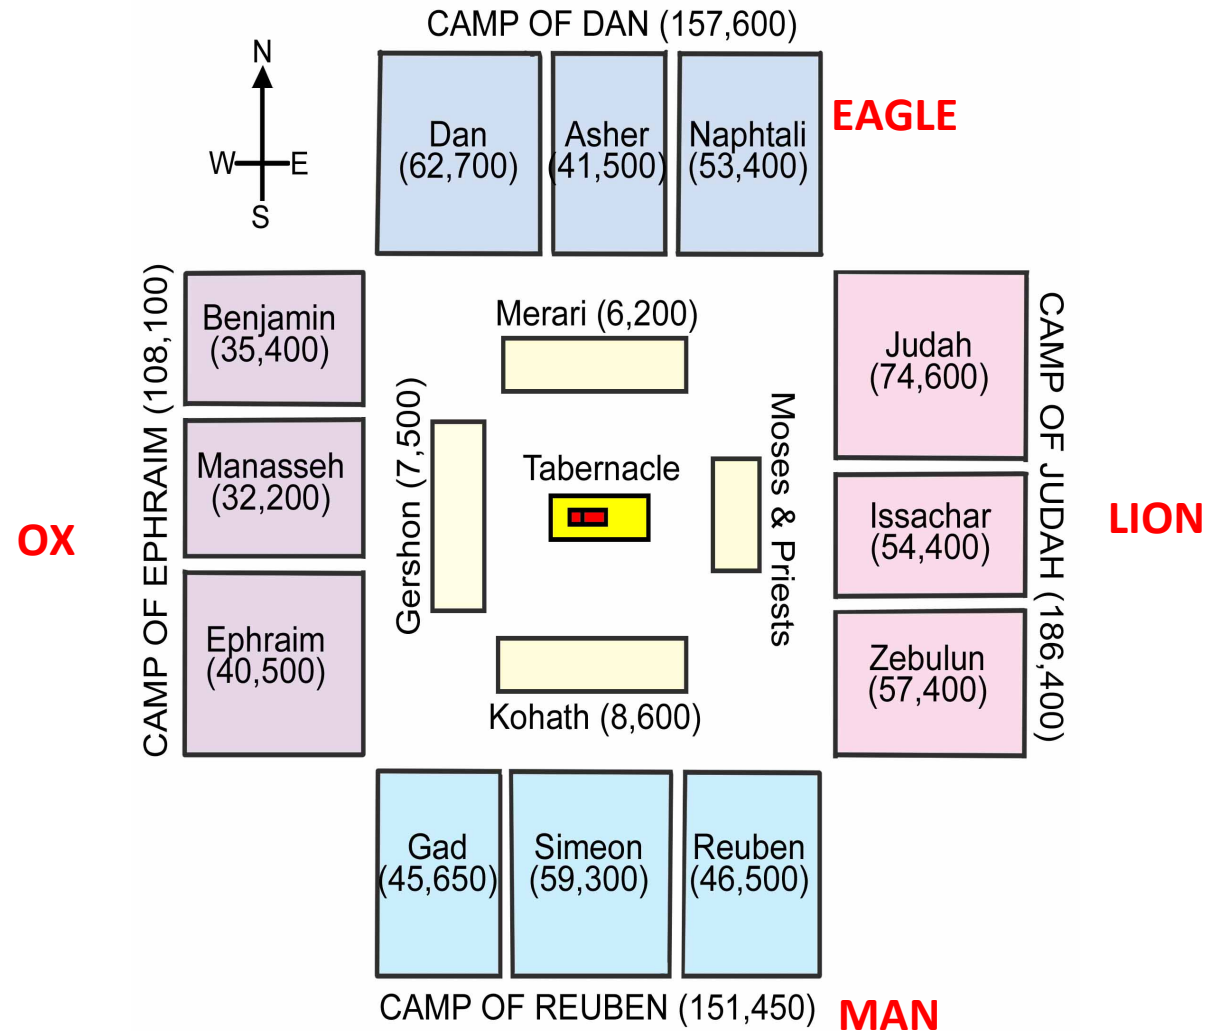 CAMP OF DAN (157,600)
N
W
E
S
Dan
(62,700)
Asher
(41,500)
Naphtali
(53,400)
EAGLE
CAMP OF EPHRAIM (108,100)
Benjamin
(35,400)
Manasseh
(32,200)
Ephraim
(40,500)
OX
Merari (6,200)
Gershon (7,500)
Tabernacle
Moses & Priests
Kohath (8,600)
Judah
(74,600)
Issachar
(54,400)
Zebulun
(57,400)
CAMP OF JUDAH (186,400)
LION
Gad
(45,650)
Simeon
(59,300)
Reuben
(46,500)
CAMP OF REUBEN (151,450)
MAN